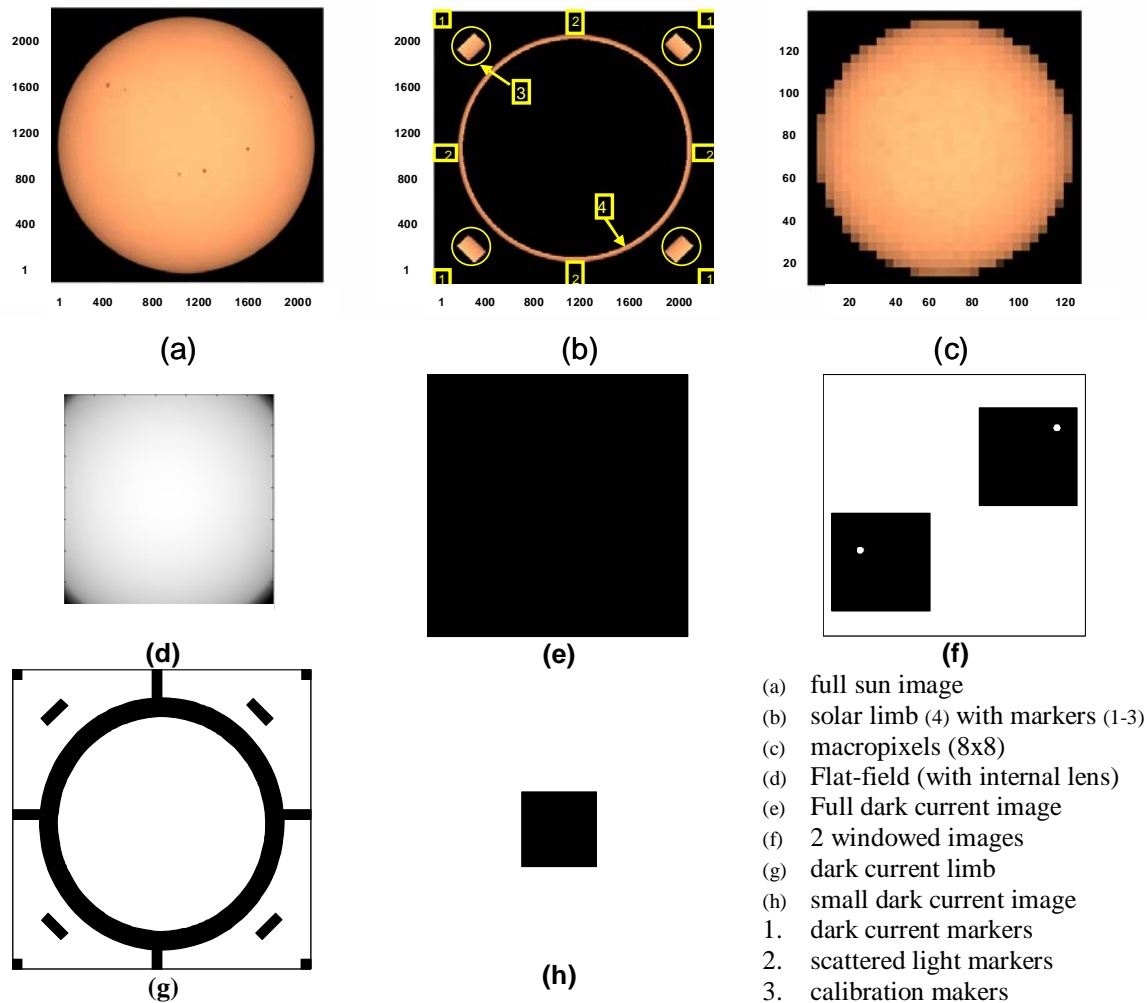 2000
1600
1200
800
400
1
1 400 800 1200 1600 2000
(a)
2000
1600
1200
800
400
1
1 2 1
3
2 2
4
1 2 1
1 400 800 1200 1600 2000
(b)
120
100
80
60
40
20
20 40 60 80 100 120
(c)
(d)
(e)
(f)
(g)
(h)
(a) full sun image
(b) solar limb (4) with markers (1-3)
(c) macropixels (8x8)
(d) Flat-field (with internal lens)
(e) Full dark current image
(f) 2 windowed images
(g) dark current limb
(h) small dark current image
1. dark current markers
2. scattered light markers
3. calibration makers